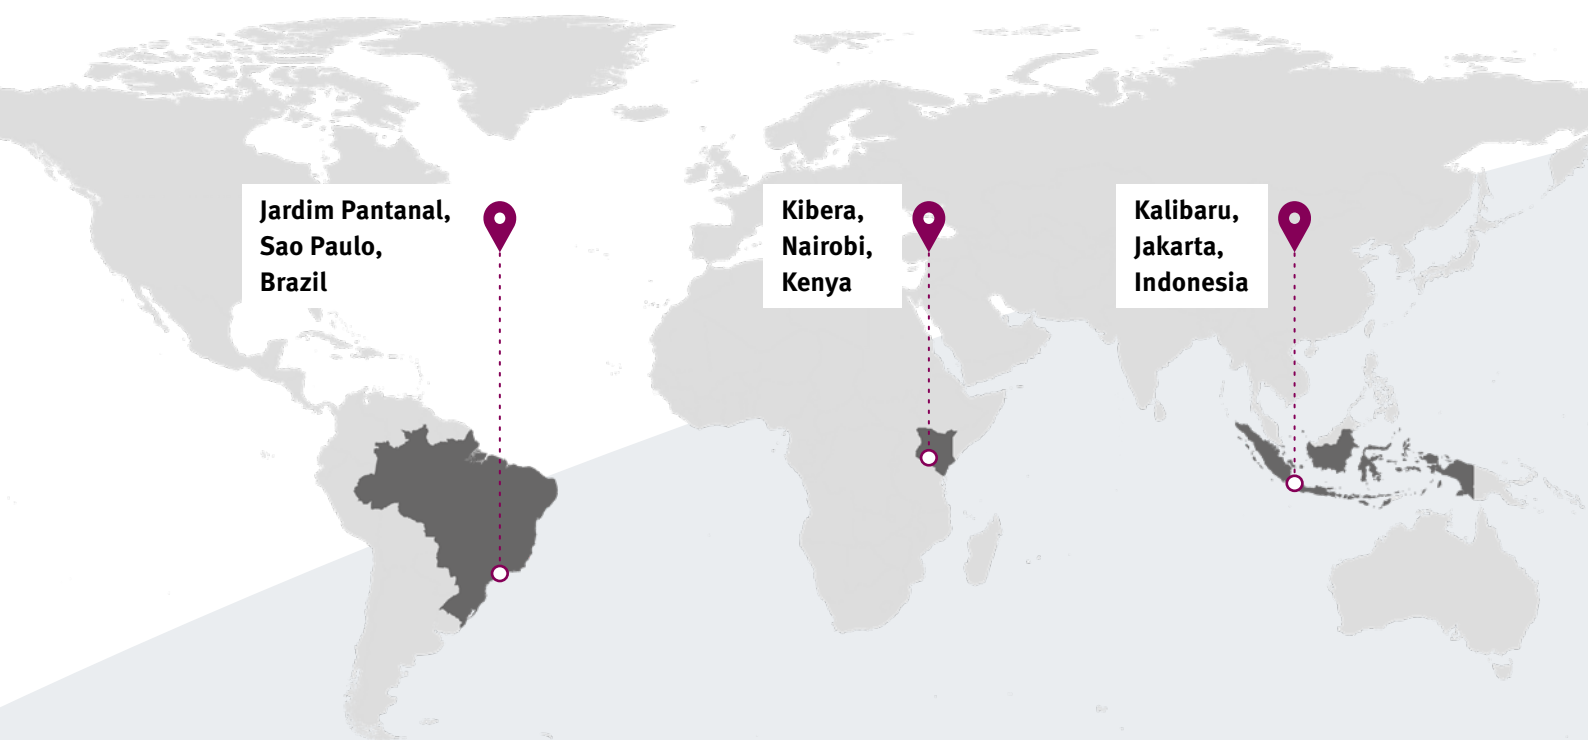 Jardim Pantanal,
Sao Paulo,
Brazil
Kibera,
Nairobi,
Kenya
Kalibaru,
Jakarta,
Indonesia